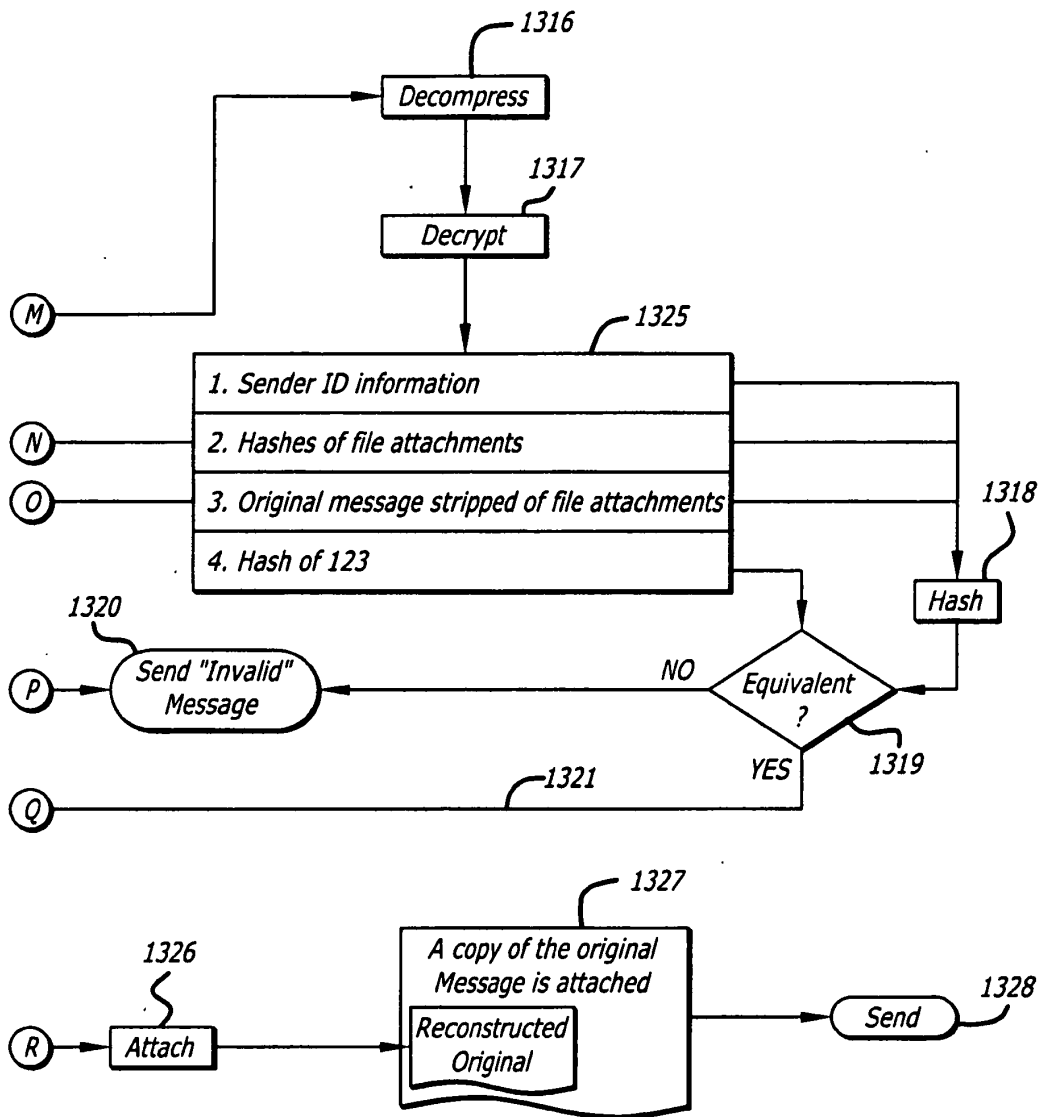 1316
Decompress
1317
Decrypt
M
1325
1. Sender ID information
N
2. Hashes of file attachments
O
3. Original message stripped of file attachments
1318
4. Hash of 123
Hash
1320
Send "Invalid"
Message
P
NO
Equivalent
?
1319
YES
1321
Q
1327
A copy of the original
Message is attached
1326
1328
R
Attach
Reconstructed
Original
Send